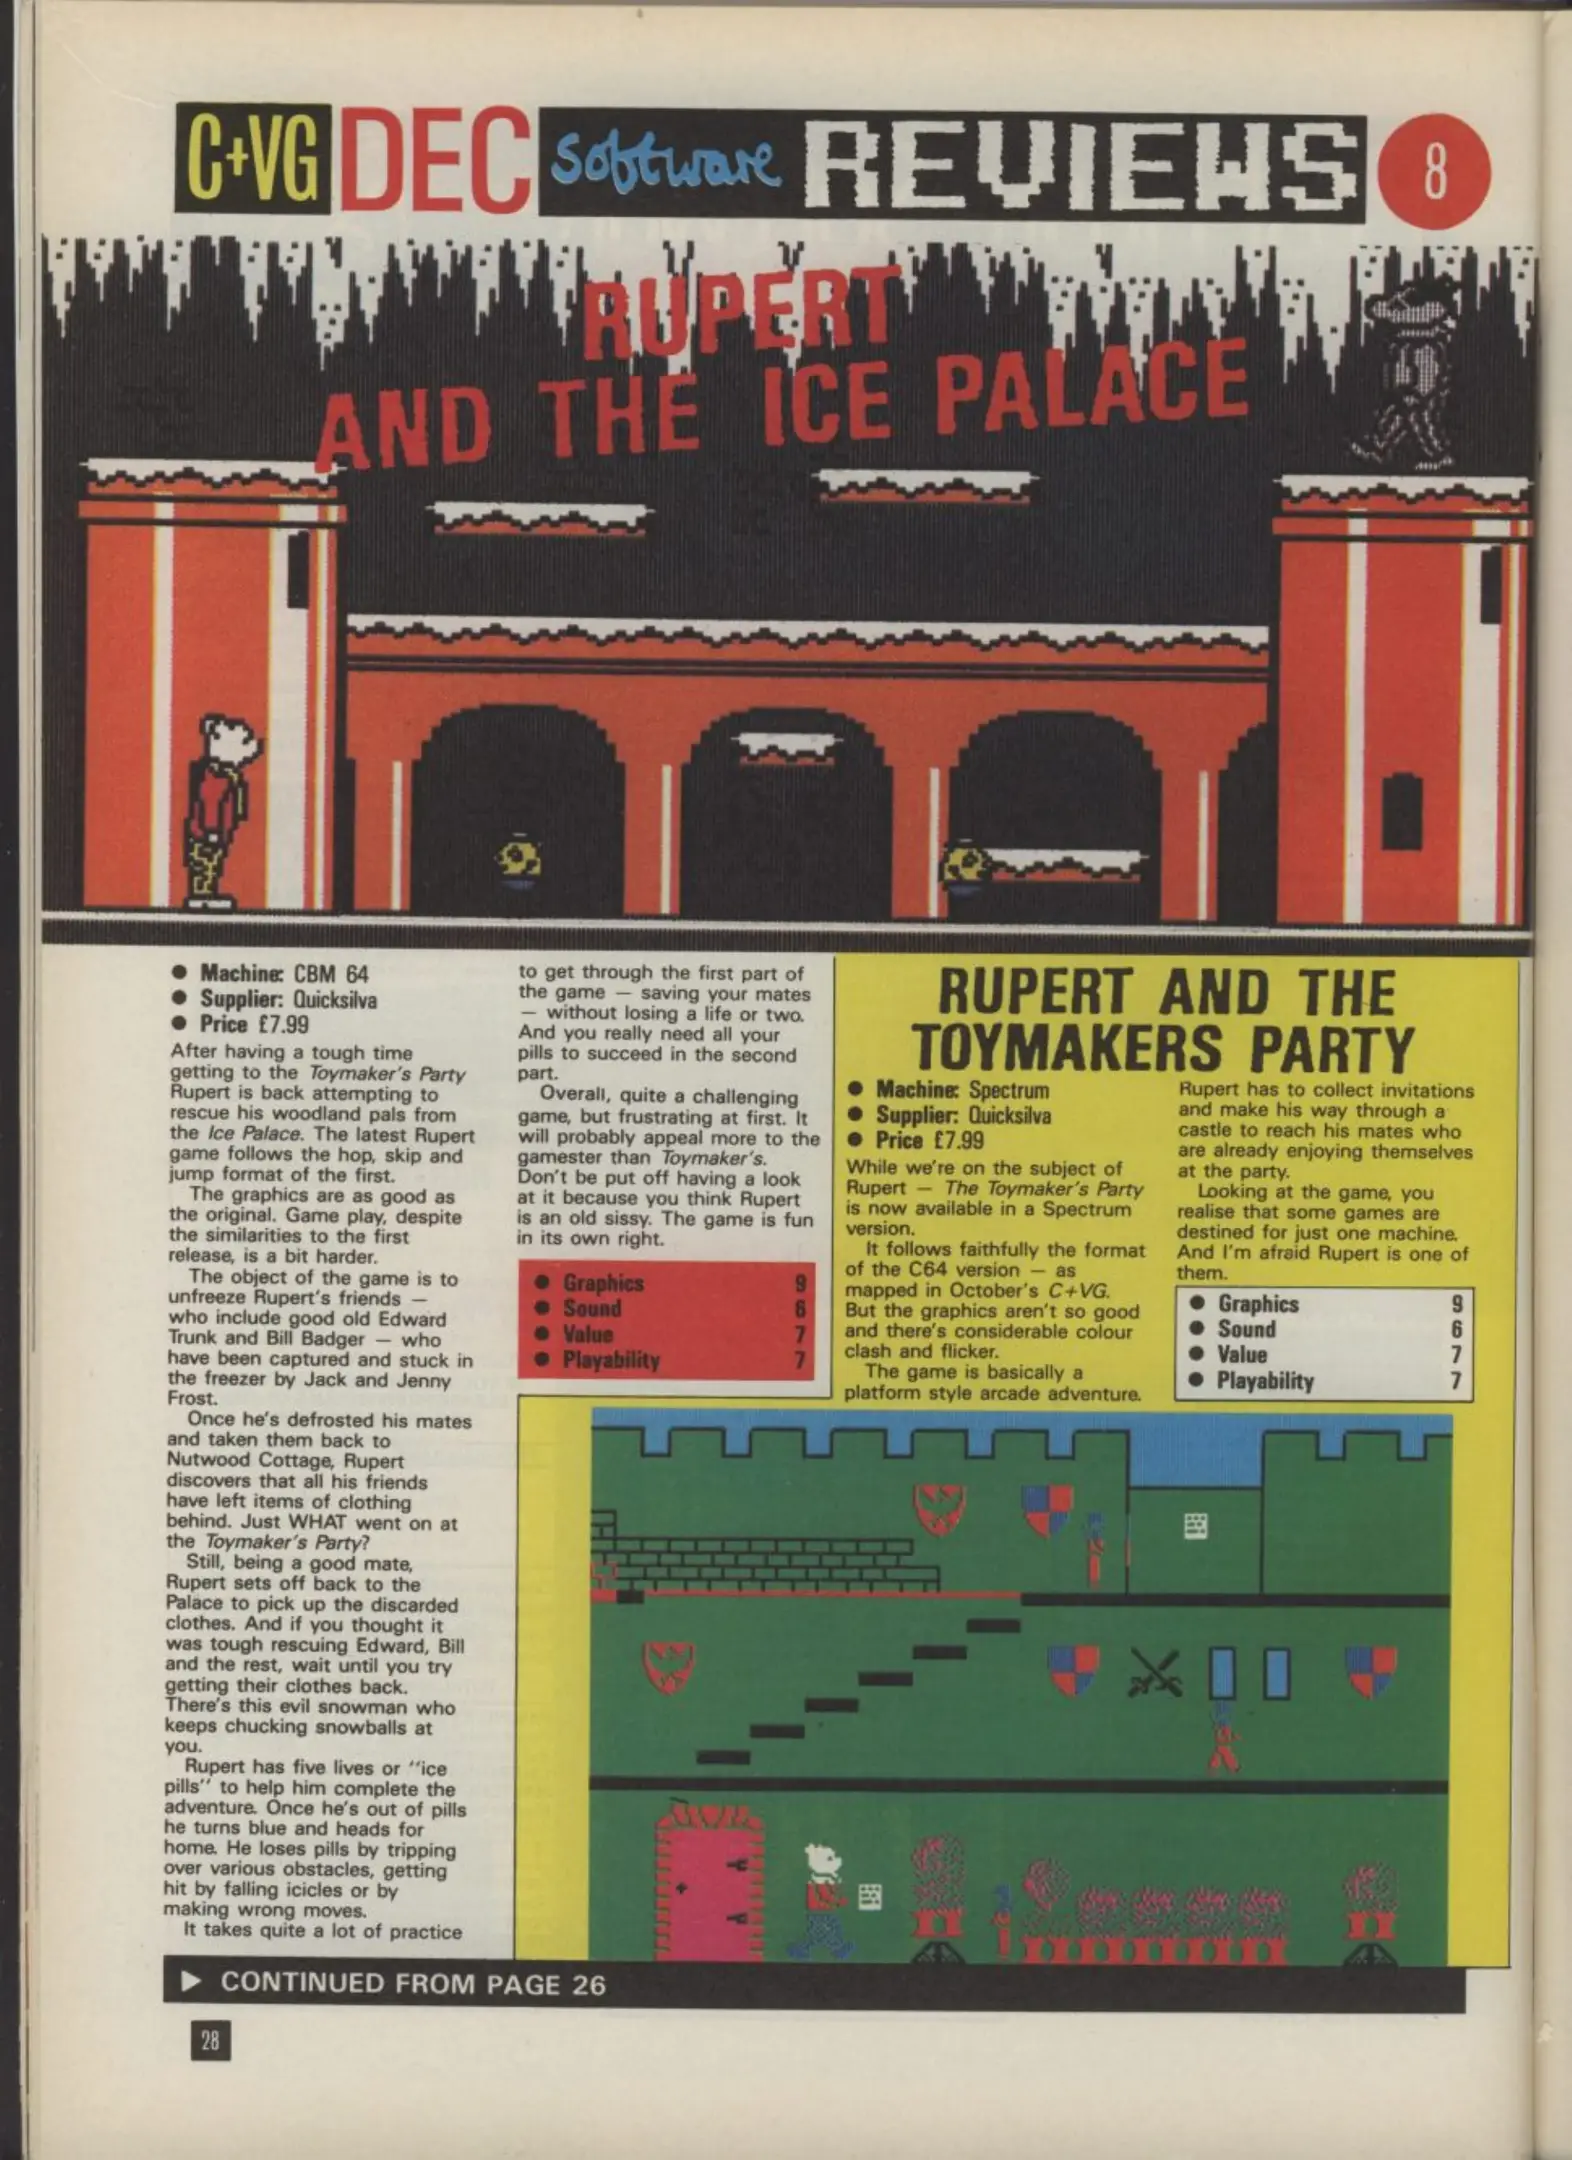 C+VG DEC Software REVIEWS 8
RUPERT
AND THE ICE PALACE
● Machine: CBM 64
● Supplier: Quicksilva
● Price £7.99
After having a tough time
getting to the Toymaker's Party
Rupert is back attempting to
rescue his woodland pals from
the Ice Palace. The latest Rupert
game follows the hop, skip and
jump format of the first.
The graphics are as good as
the original. Game play, despite
the similarities to the first
release, is a bit harder.
The object of the game is to
unfreeze Rupert's friends —
who include good old Edward
Trunk and Bill Badger — who
have been captured and stuck in
the freezer by Jack and Jenny
Frost.
Once he's defrosted his mates
and taken them back to
Nutwood Cottage, Rupert
discovers that all his friends
have left items of clothing
behind. Just WHAT went on at
the Toymaker's Party?
Still, being a good mate,
Rupert sets off back to the
Palace to pick up the discarded
clothes. And if you thought it
was tough rescuing Edward, Bill
and the rest, wait until you try
getting their clothes back.
There's this evil snowman who
keeps chucking snowballs at
you.
Rupert has five lives or "ice
pills" to help him complete the
adventure. Once he's out of pills
he turns blue and heads for
home. He loses pills by tripping
over various obstacles, getting
hit by falling icicles or by
making wrong moves.
It takes quite a lot of practice
to get through the first part of
the game — saving your mates
— without losing a life or two.
And you really need all your
pills to succeed in the second
part.
Overall, quite a challenging
game, but frustrating at first. It
will probably appeal more to the
gamester than Toymaker's.
Don't be put off having a look
at it because you think Rupert
is an old sissy. The game is fun
in its own right.
● Graphics 9
● Sound 6
● Value 7
● Playability 7
RUPERT AND THE
TOYMAKERS PARTY
● Machine: Spectrum
● Supplier: Quicksilva
● Price £7.99
While we're on the subject of
Rupert — The Toymaker's Party
is now available in a Spectrum
version.
It follows faithfully the format
of the C64 version — as
mapped in October's C+VG.
But the graphics aren't so good
and there's considerable colour
clash and flicker.
The game is basically a
platform style arcade adventure.
Rupert has to collect invitations
and make his way through a
castle to reach his mates who
are already enjoying themselves
at the party.
Looking at the game, you
realise that some games are
destined for just one machine.
And I'm afraid Rupert is one of
them.
● Graphics 9
● Sound 6
● Value 7
● Playability 7
▶ CONTINUED FROM PAGE 26
28